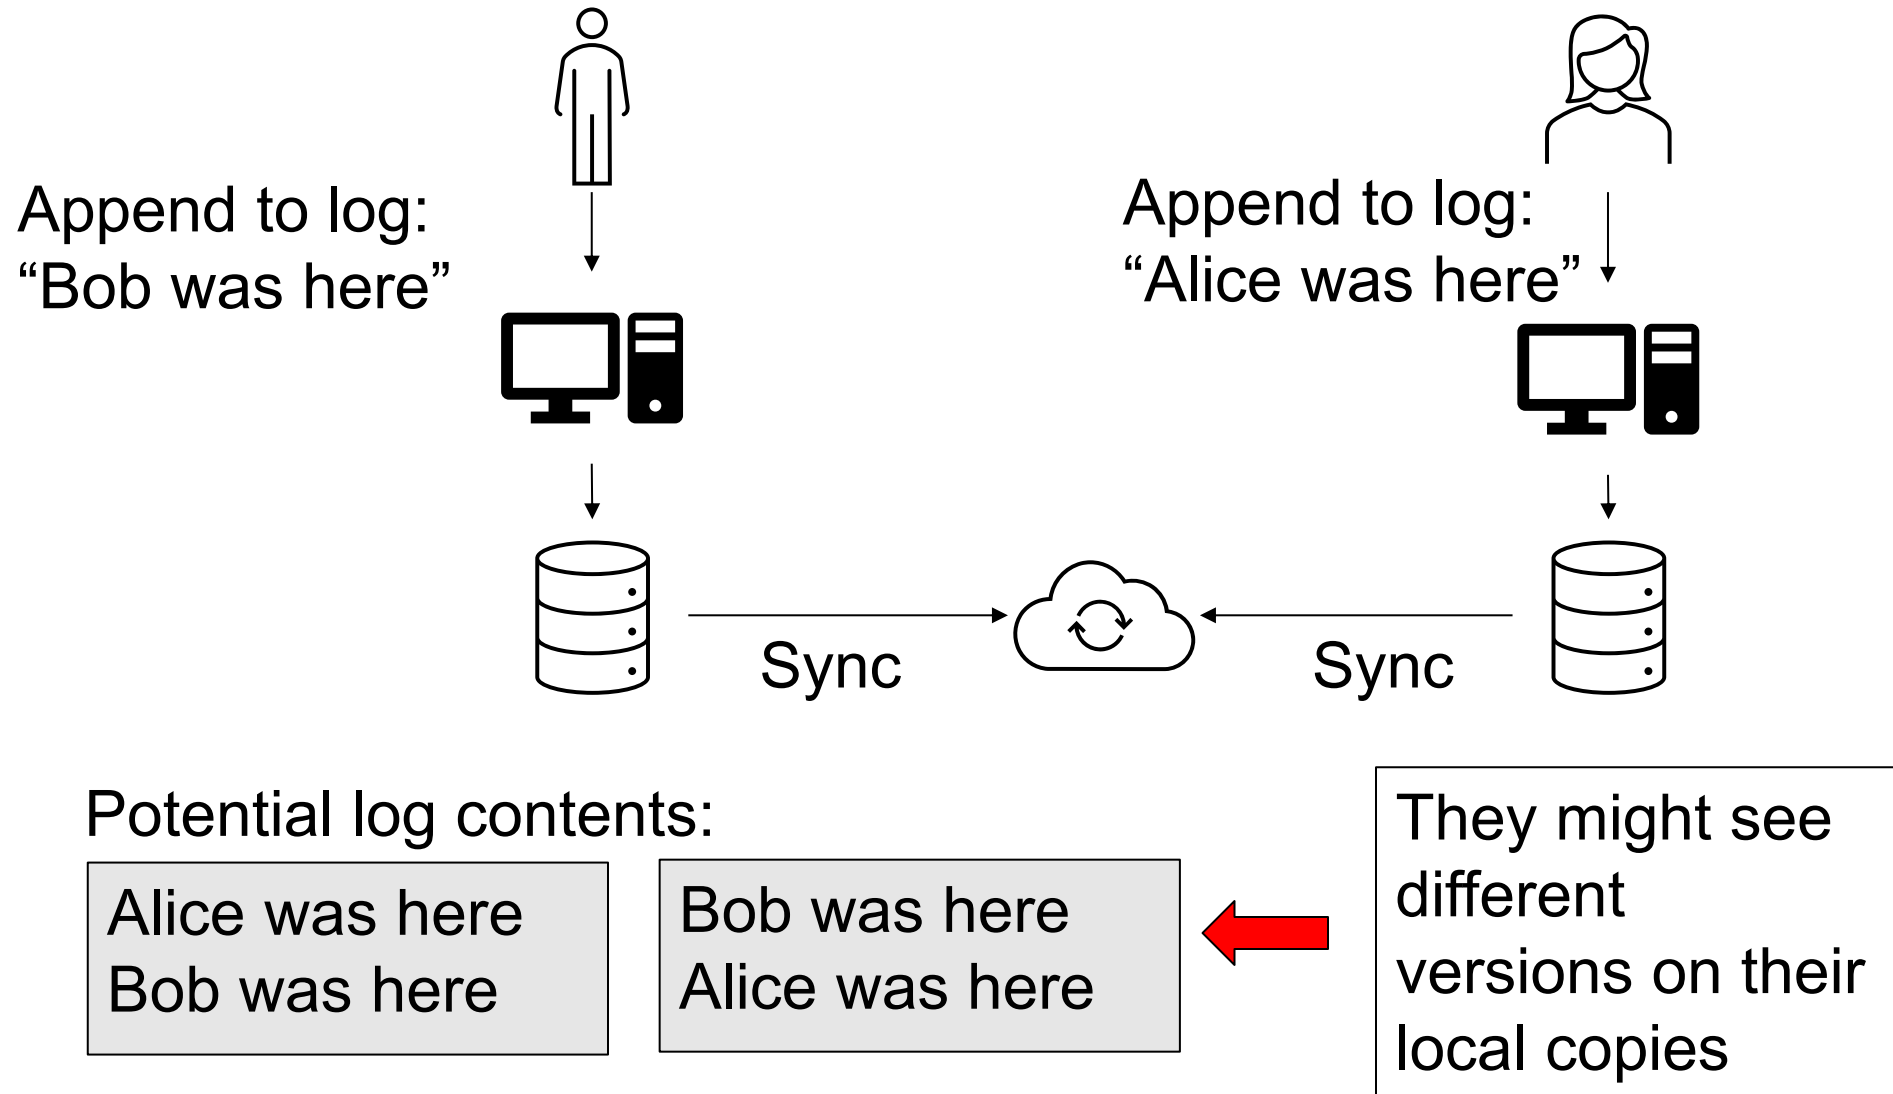 Append to log:
“Bob was here”
Append to log:
“Alice was here”
Sync
Sync
Potential log contents:
Alice was here
Bob was here
Bob was here
Alice was here
They might see
different
versions on their
local copies